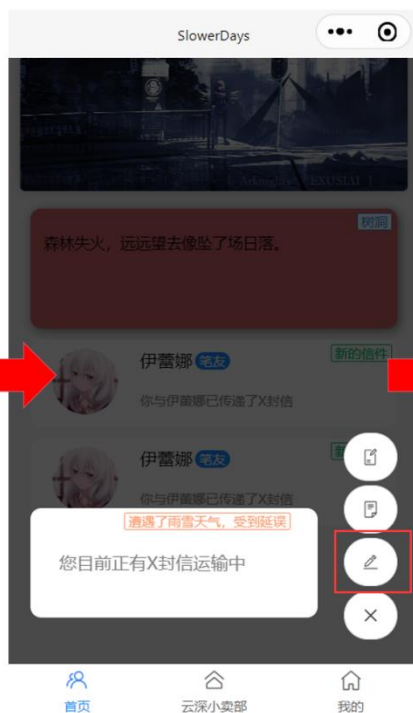 SlowerDays
Arknights
EXUSIAI
树洞
森林失火，远远望去像坠了场日落。
伊蕾娜 笔友
新的信件
你与伊蕾娜已传递了X封信
伊蕾娜 笔友
新
你与伊蕾娜已传递了X封信
遭遇了雨雪天气，受到延误
您目前正有X封信运输中
首页
云深小卖部
我的